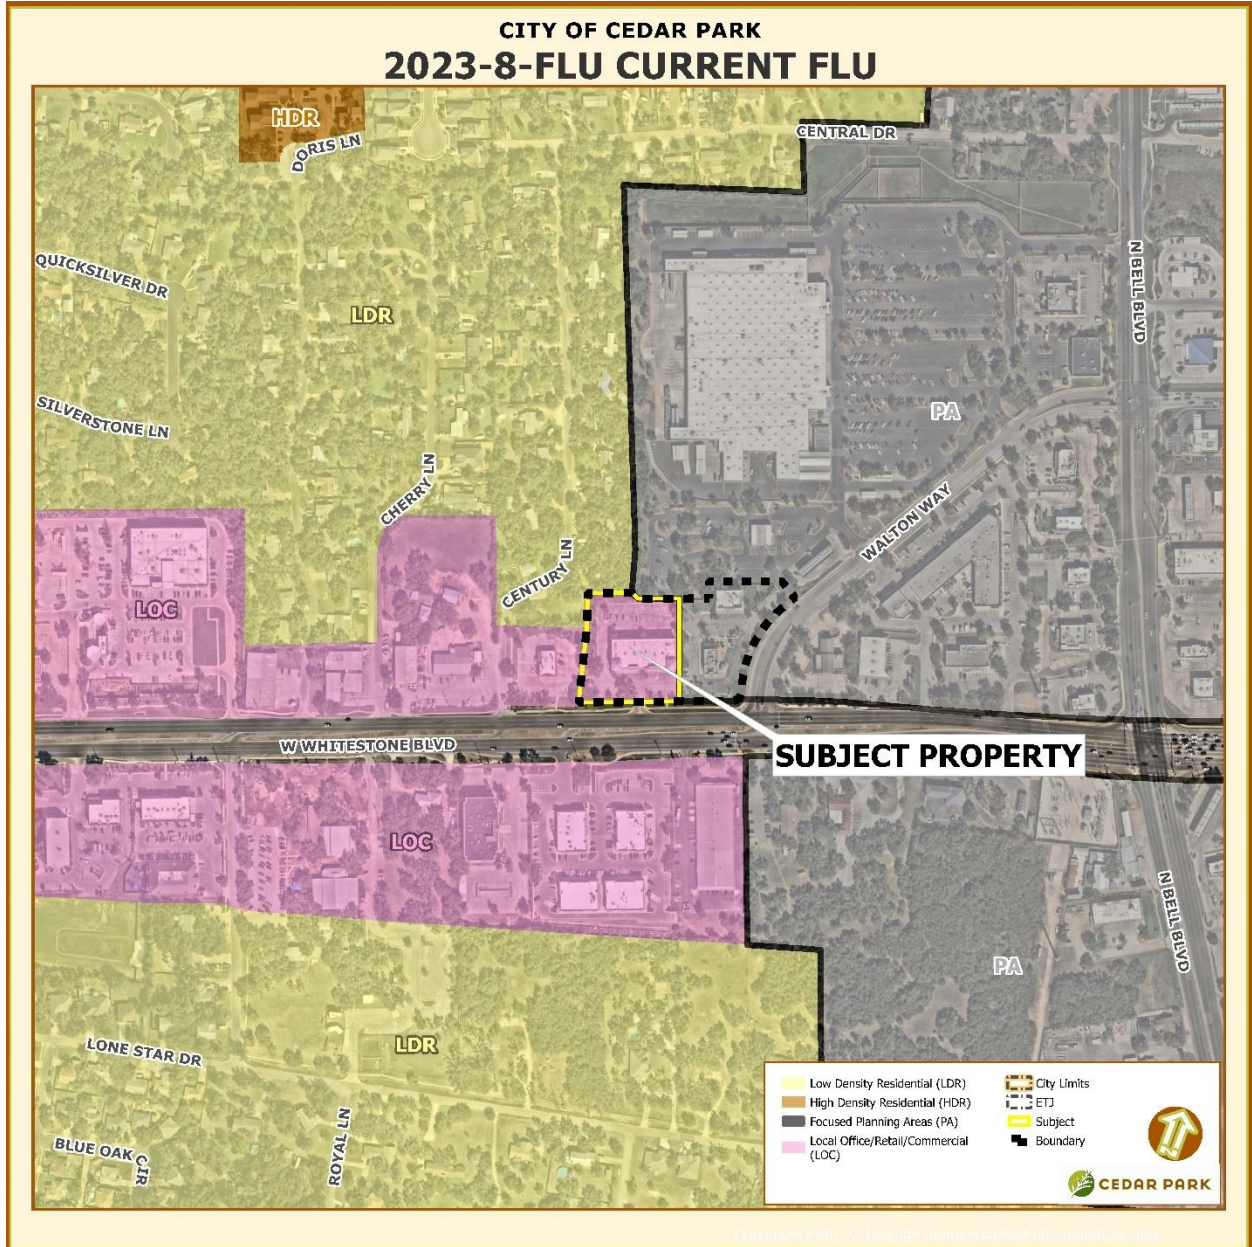 CITY OF CEDAR PARK
2023-8-FLU CURRENT FLU
HDR
DORIS LN
CENTRAL DR
QUICKSILVER DR
N BELL BLVD
LDR
SILVERSTONE LN
PA
CHERRY LN
WALTON WAY
CENTURY LN
LOC
W WHITESTONE BLVD
SUBJECT PROPERTY
LOC
N BELL BLVD
PA
LDR
LONE STAR DR
ROYAL LN
BLUE OAK CIR
Low Density Residential (LDR)
High Density Residential (HDR)
Focused Planning Areas (PA)
Local Office/Retail/Commercial
(LOC)
City Limits
ETJ
Subject
Boundary
N
CEDAR PARK